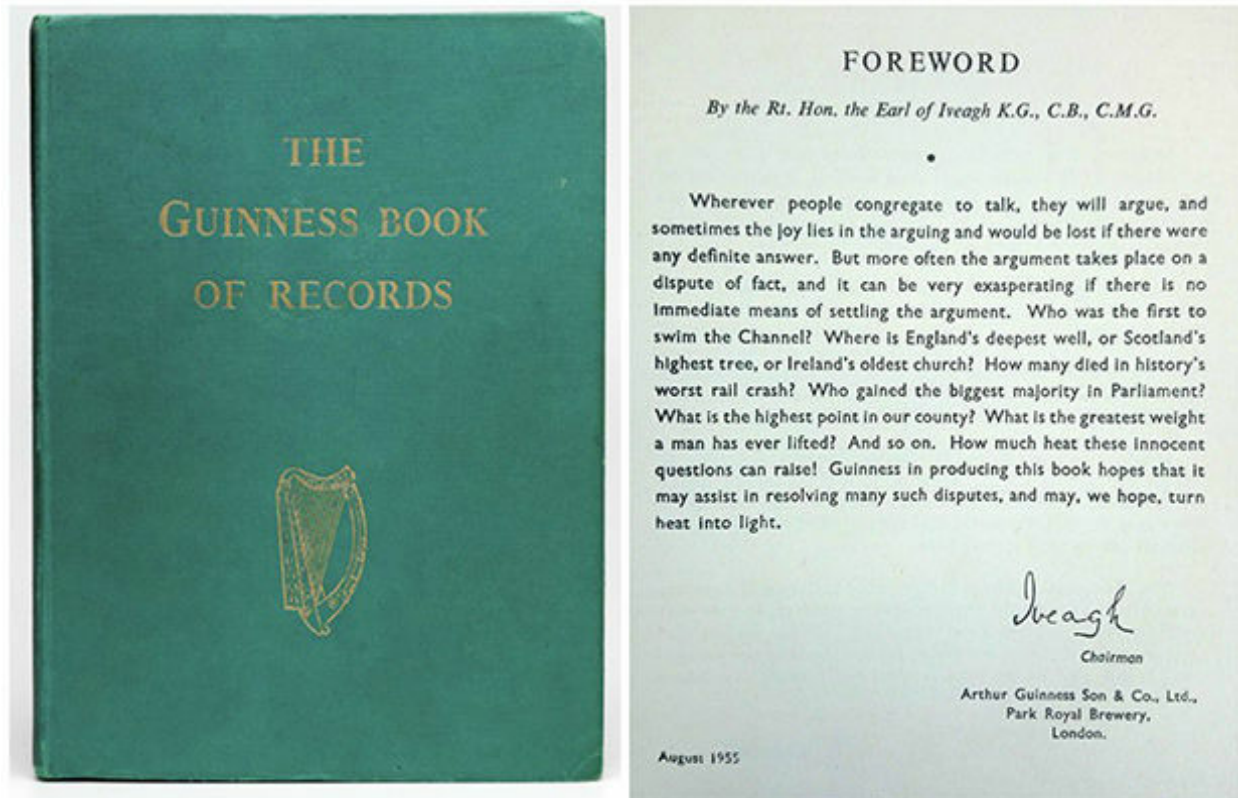 THE
GUINNESS BOOK
OF RECORDS
FOREWORD
By the Rt. Hon. the Earl of Iveagh K.G., C.B., C.M.G.
•
Wherever people congregate to talk, they will argue, and
sometimes the joy lies in the arguing and would be lost if there were
any definite answer. But more often the argument takes place on a
dispute of fact, and it can be very exasperating if there is no
immediate means of settling the argument. Who was the first to
swim the Channel? Where is England's deepest well, or Scotland's
highest tree, or Ireland's oldest church? How many died in history's
worst rail crash? Who gained the biggest majority in Parliament?
What is the highest point in our county? What is the greatest weight
a man has ever lifted? And so on. How much heat these innocent
questions can raise! Guinness in producing this book hopes that it
may assist in resolving many such disputes, and may, we hope, turn
heat into light.
Iveagh
Chairman
Arthur Guinness Son & Co., Ltd.,
Park Royal Brewery,
London.
August 1955